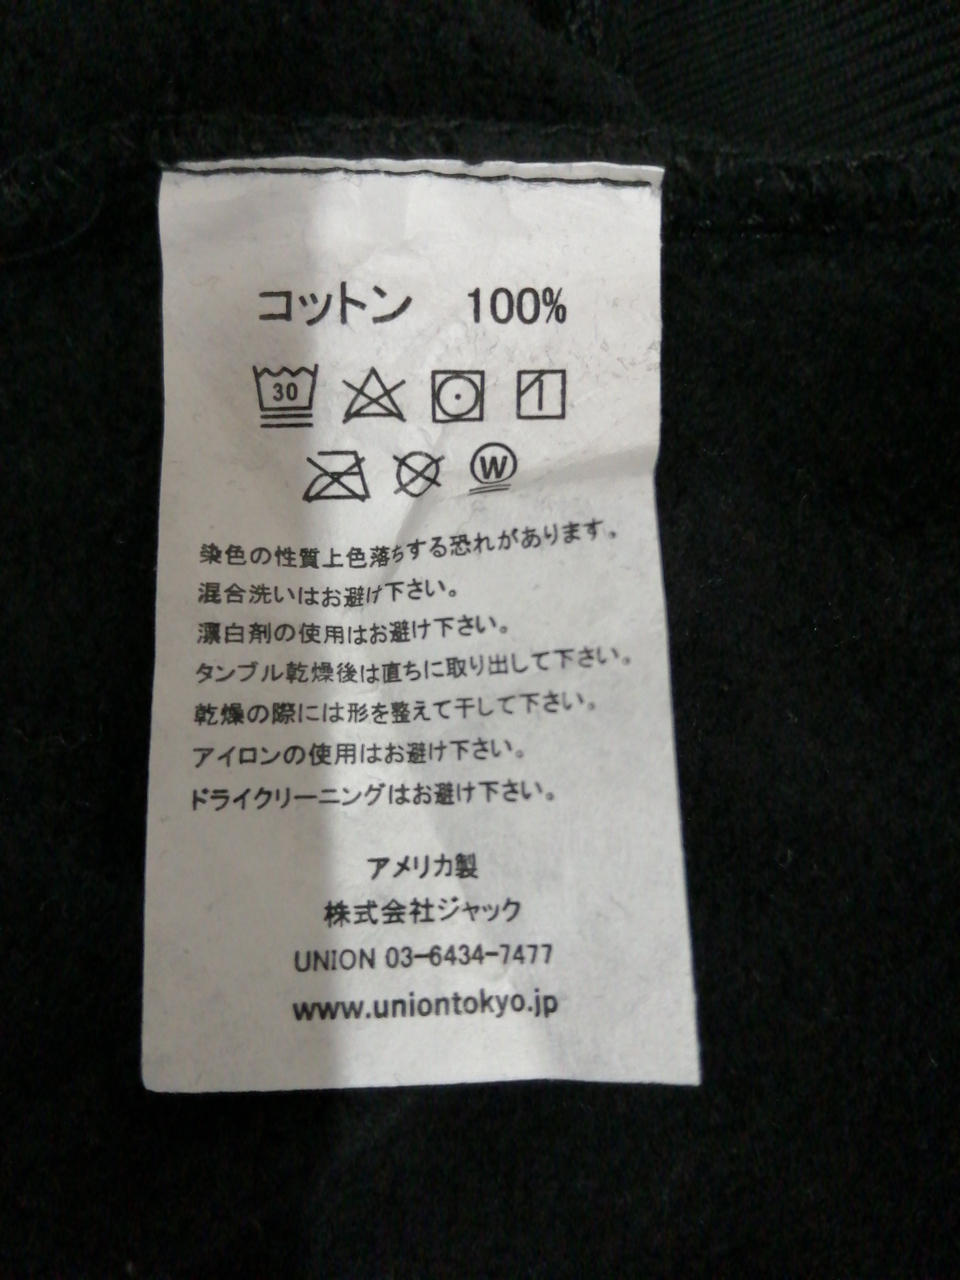 コットン 100%
30
W
染色の性質上色落ちする恐れがあります。
混合洗いはお避け下さい。
漂白剤の使用はお避け下さい。
タンブル乾燥後は直ちに取り出して下さい。
乾燥の際には形を整えて干して下さい。
アイロンの使用はお避け下さい。
ドライクリーニングはお避け下さい。
アメリカ製
株式会社ジャック
UNION 03-6434-7477
www.uniontokyo.jp